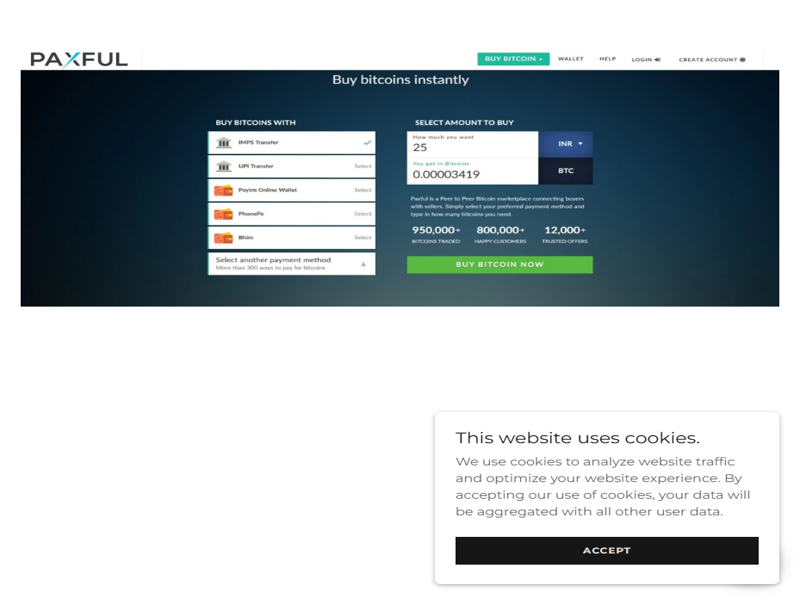 PAXFUL
BUY BITCOIN
WALLET
HELP
LOGIN
CREATE ACCOUNT
Buy bitcoins instantly
BUY BITCOINS WITH
IMPS Transfer
UPI Transfer
Select
Paytm Online Wallet
Select
PhonePe
Select
Bhim
Select
Select another payment method
More than 300 ways to pay for bitcoins
SELECT AMOUNT TO BUY
How much you want
25
INR
You get in Bitcoins
0.00003419
BTC
Paxful is a Peer to Peer Bitcoin marketplace connecting buyers
with sellers. Simply select your preferred payment method and
type in how many bitcoins you need.
950,000+
BITCOINS TRADED
800,000+
HAPPY CUSTOMERS
12,000+
TRUSTED OFFERS
BUY BITCOIN NOW
This website uses cookies.
We use cookies to analyze website traffic
and optimize your website experience. By
accepting our use of cookies, your data will
be aggregated with all other user data.
ACCEPT